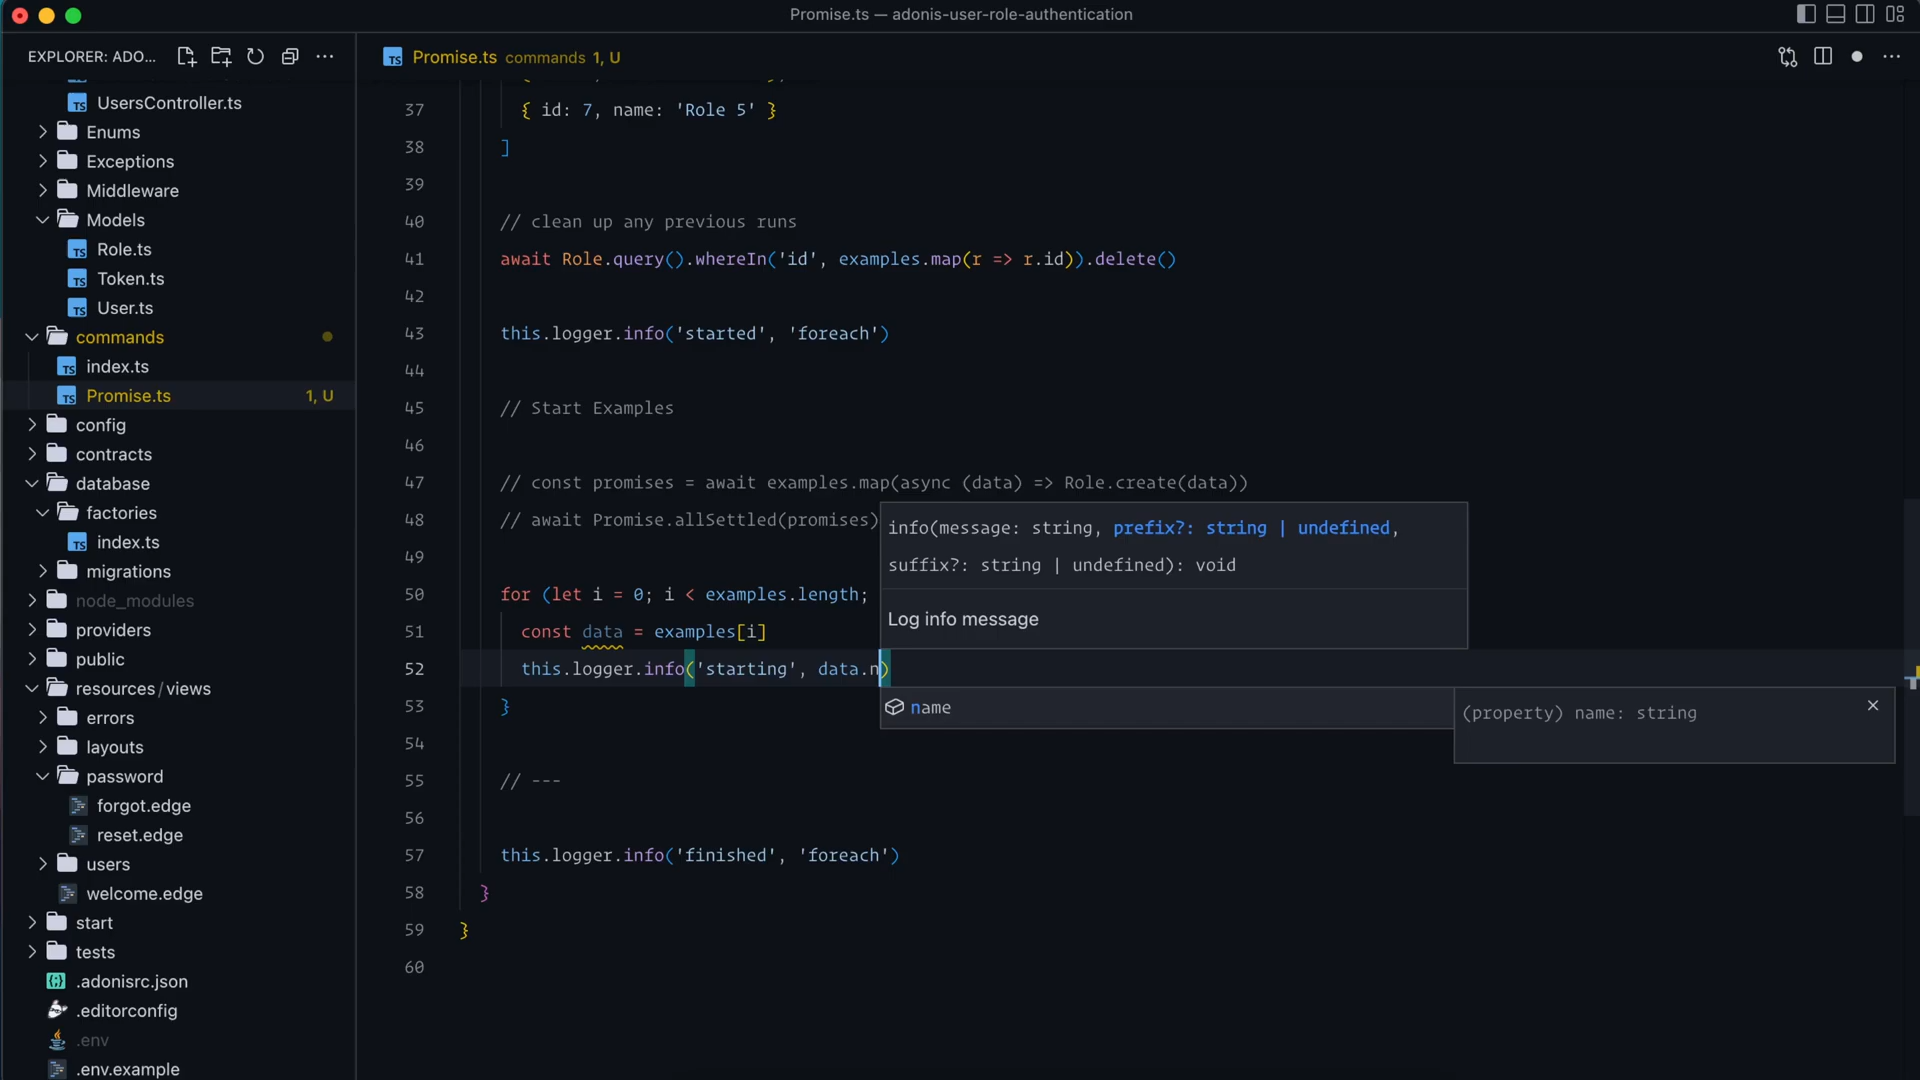 Promise.ts — adonis-user-role-authentication
EXPLORER: ADO...
UsersController.ts
Enums
Exceptions
Middleware
Models
Role.ts
Token.ts
User.ts
commands
index.ts
Promise.ts 1, U
config
contracts
database
factories
index.ts
migrations
node_modules
providers
public
resources/views
errors
layouts
password
forgot.edge
reset.edge
users
welcome.edge
start
tests
.adonisrc.json
.editorconfig
.env
.env.example
Promise.ts commands 1, U
37 { id: 7, name: 'Role 5' }
38 ]
39
40 // clean up any previous runs
41 await Role.query().whereIn('id', examples.map(r => r.id)).delete()
42
43 this.logger.info('started', 'foreach')
44
45 // Start Examples
46
47 // const promises = await examples.map(async (data) => Role.create(data))
48 // await Promise.allSettled(promises)
49
50 for (let i = 0; i < examples.length;
51 const data = examples[i]
52 this.logger.info('starting', data.n)
53 }
54
55 // ---
56
57 this.logger.info('finished', 'foreach')
58 }
59 }
60
info(message: string, prefix?: string | undefined,
suffix?: string | undefined): void
Log info message
name
(property) name: string